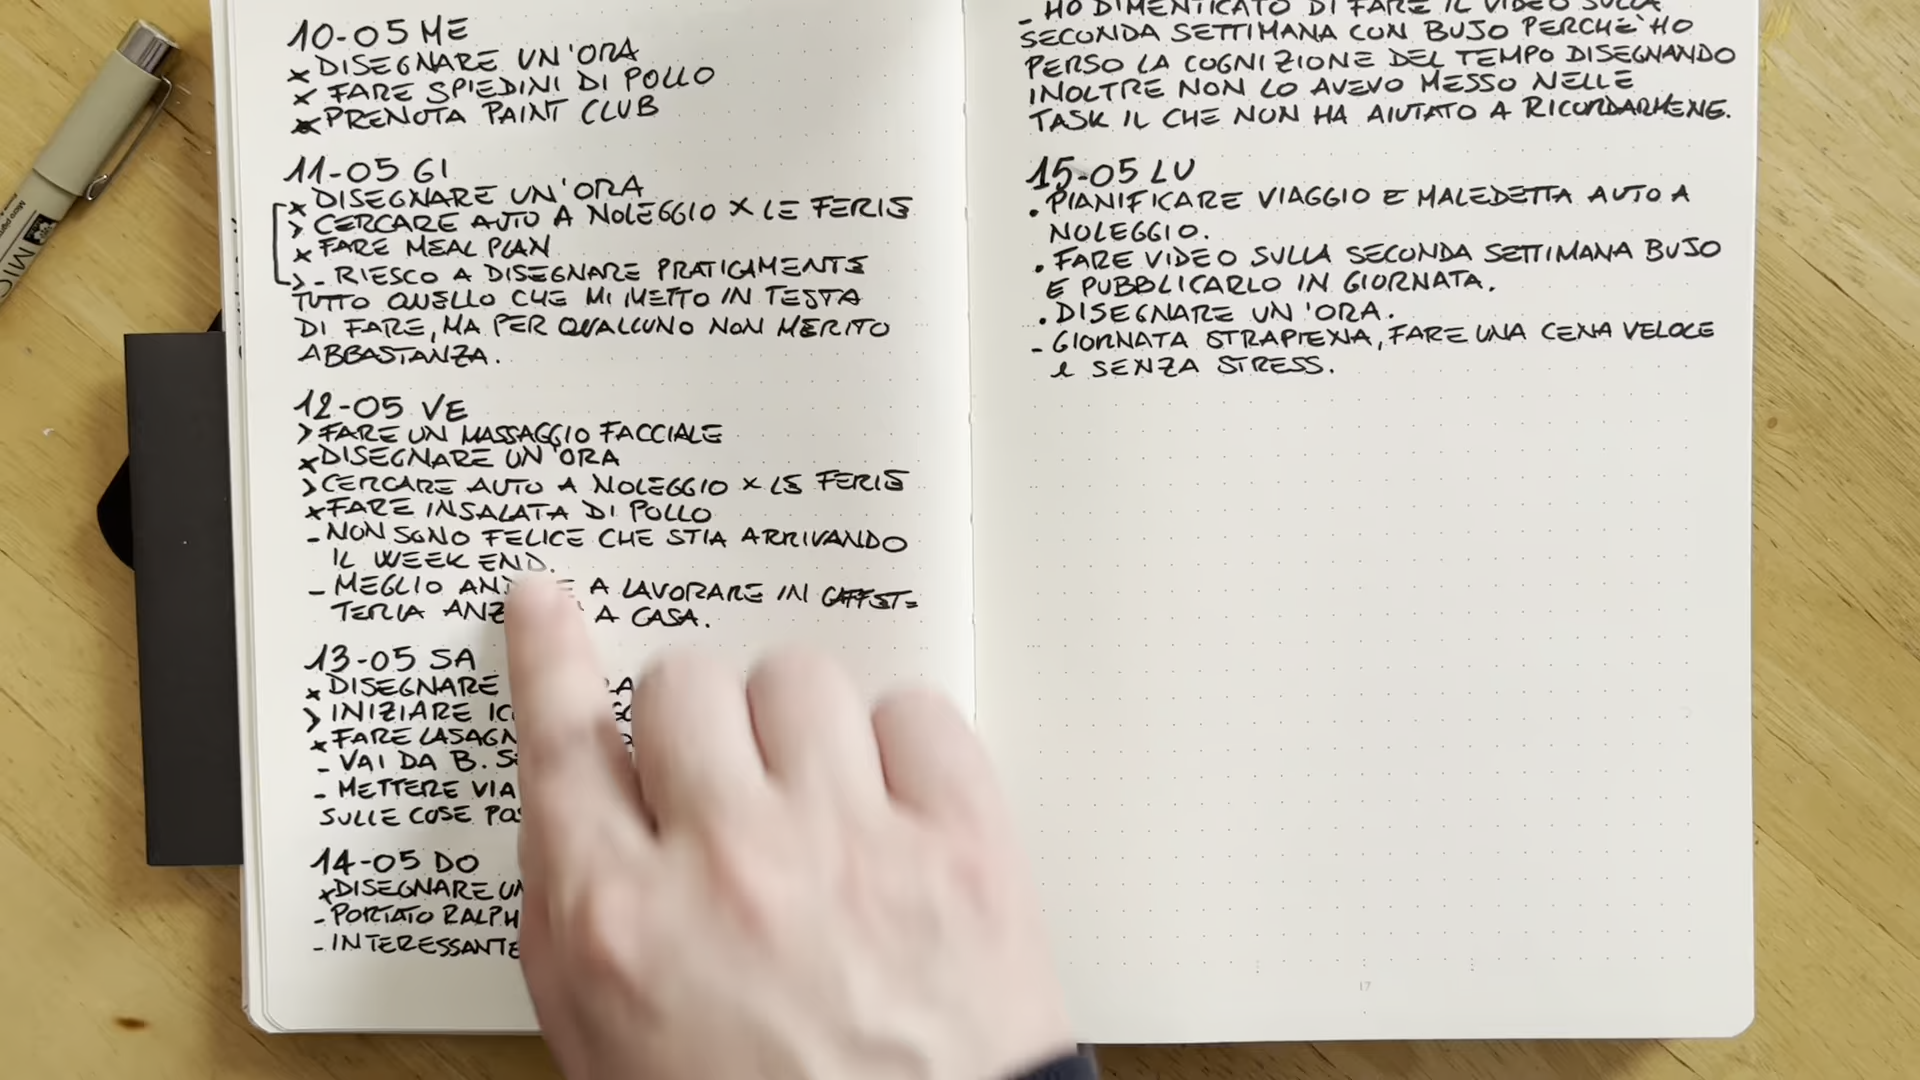 10-05 ME
× DISEGNARE UN'ORA
× FARE SPIEDINI DI POLLO
× PRENOTA PAINT CLUB
11-05 GI
× DISEGNARE UN'ORA
> CERCARE AUTO A NOLEGGIO X LE FERIE
× FARE MEAL PLAN
- RIESCO A DISEGNARE PRATICAMENTE
TUTTO QUELLO CHE MI METTO IN TESTA
DI FARE, MA PER QUALCUNO NON MERITO
ABBASTANZA.
12-05 VE
> FARE UN MASSAGGIO FACCIALE
× DISEGNARE UN'ORA
> CERCARE AUTO A NOLEGGIO X LE FERIE
× FARE INSALATA DI POLLO
- NON SONO FELICE CHE STIA ARRIVANDO
IL WEEK END.
- MEGLIO A LAVORARE IN CAFFET=
TERIA A CASA.
13-05 SA
× DISEGNARE
> INIZIARE
× FARE
- VAI DA B.
- METTERE VIA
SULLE COSE
14-05 DO
× DISEGNARE
- PORTATO RALPH
- INTERESSANTE
- HO DIMENTICATO DI FARE IL VIDEO SULLA
SECONDA SETTIMANA CON BUJO PERCHÈ HO
PERSO LA COGNIZIONE DEL TEMPO DISEGNANDO
INOLTRE NON LO AVEVO MESSO NELLE
TASK IL CHE NON HA AIUTATO A RICORDARMENE.
15-05 LU
• PIANIFICARE VIAGGIO E MALEDETTA AUTO A
NOLEGGIO.
• FARE VIDEO SULLA SECONDA SETTIMANA BUJO
E PUBBLICARLO IN GIORNATA.
• DISEGNARE UN'ORA.
- GIORNATA STRAPIENA, FARE UNA CENA VELOCE
e SENZA STRESS.
17